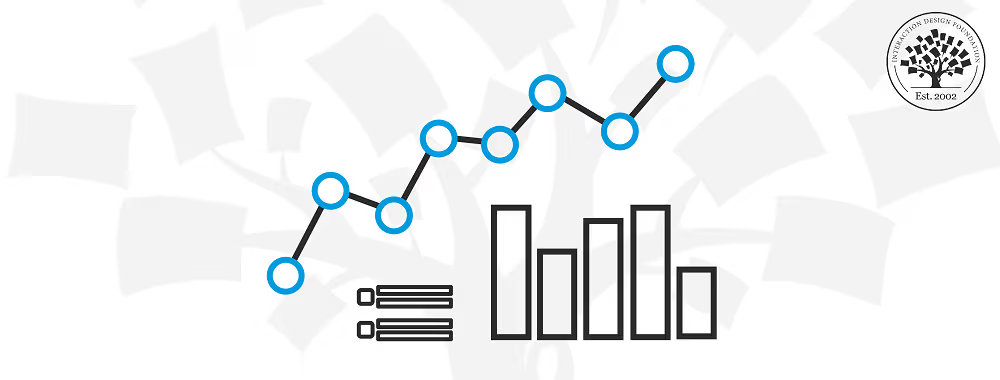 INTERACTION DESIGN FOUNDATION
Est. 2002